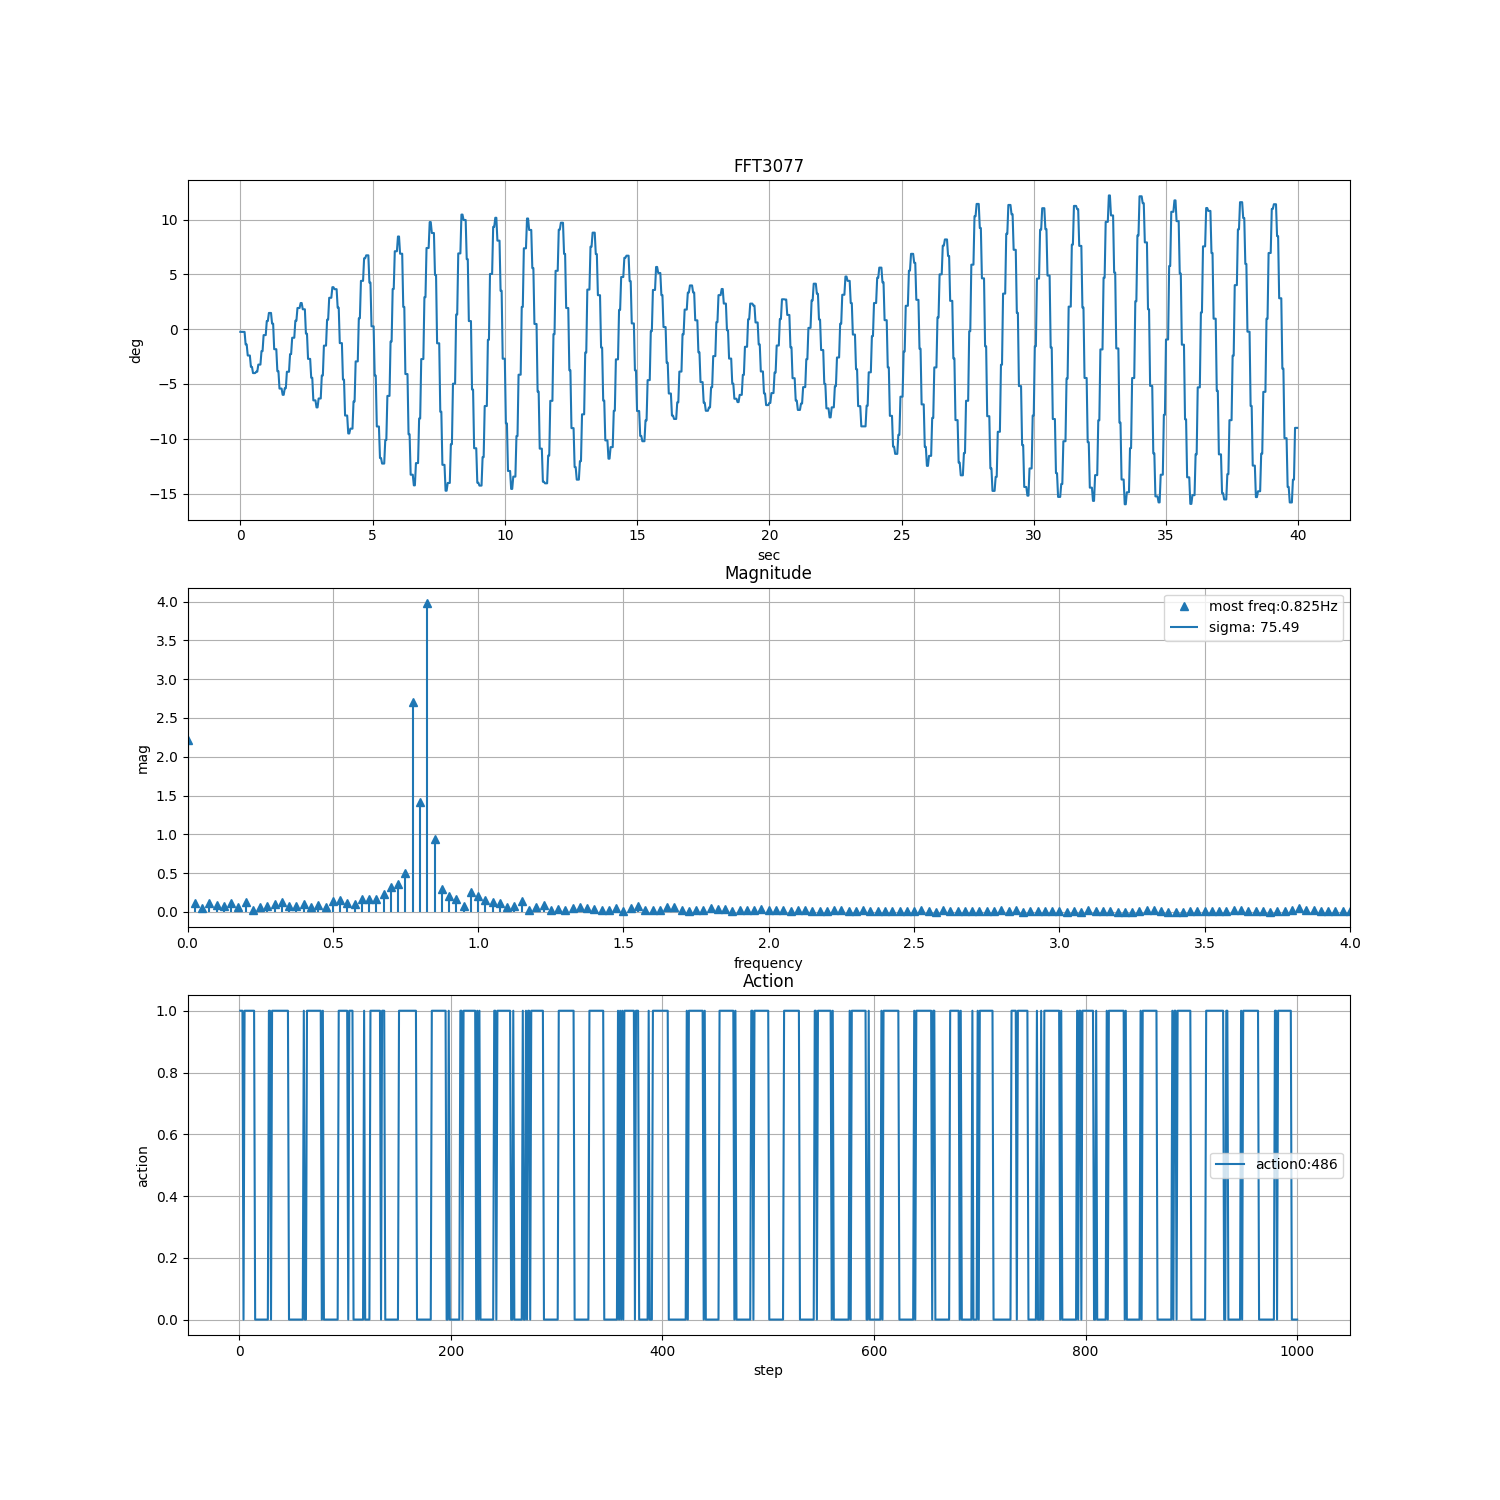 FFT3077
10
5
0
−5
−10
−15
deg
0 5 10 15 20 25 30 35 40
sec
Magnitude
4.0
3.5
3.0
2.5
2.0
1.5
1.0
0.5
0.0
mag
most freq:0.825Hz
sigma: 75.49
0.0 0.5 1.0 1.5 2.0 2.5 3.0 3.5 4.0
frequency
Action
1.0
0.8
0.6
0.4
0.2
0.0
action
action0:486
0 200 400 600 800 1000
step